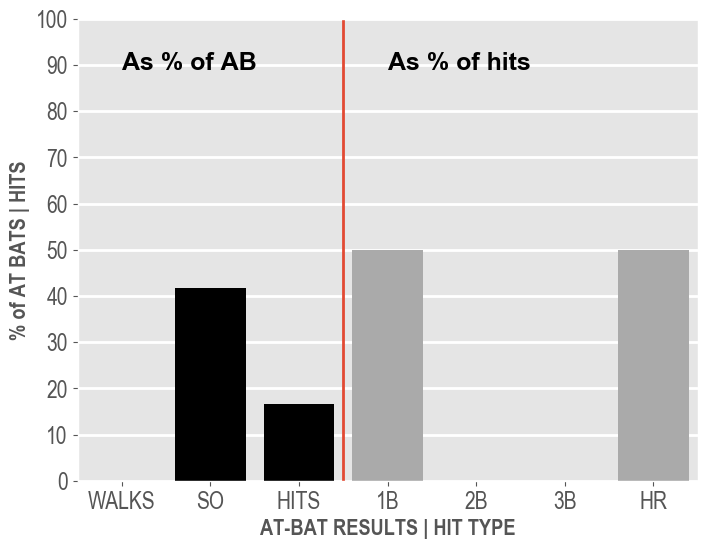 As % of AB
As % of hits
100
90
80
70
60
50
40
30
20
10
0
% of AT BATS | HITS
WALKS SO HITS 1B 2B 3B HR
AT-BAT RESULTS | HIT TYPE